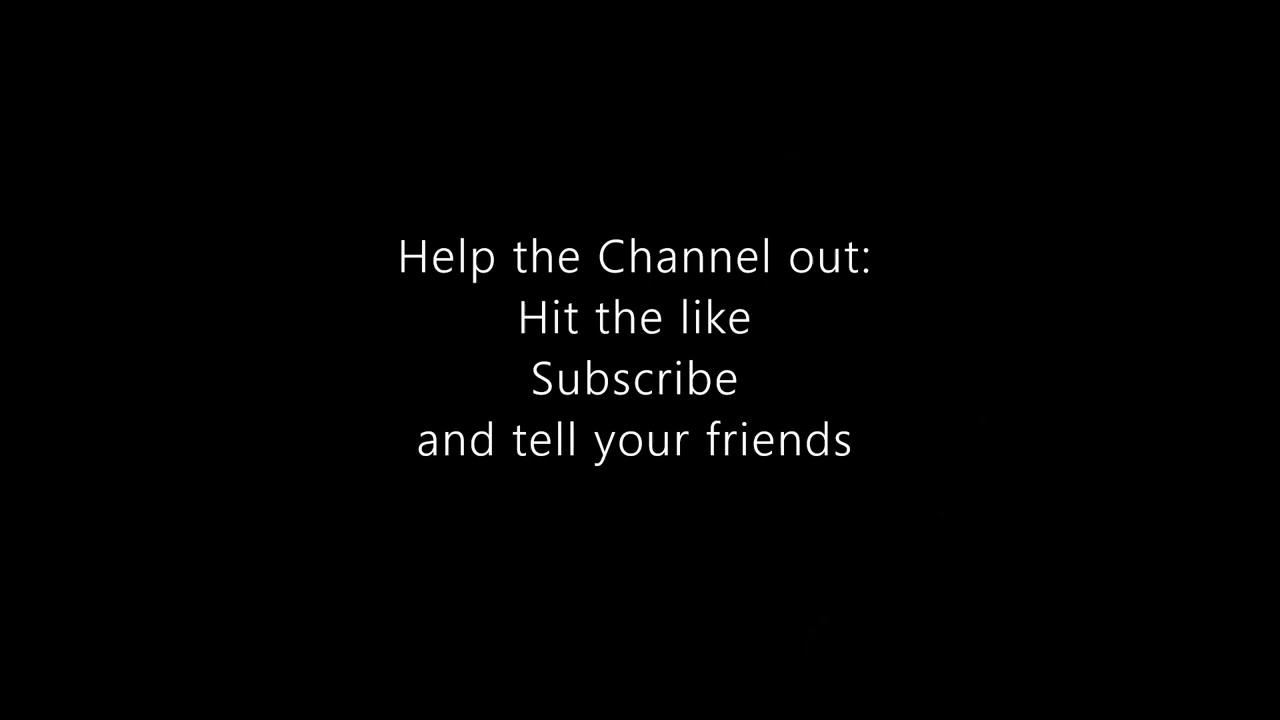 Help the Channel out:
Hit the like
Subscribe
and tell your friends